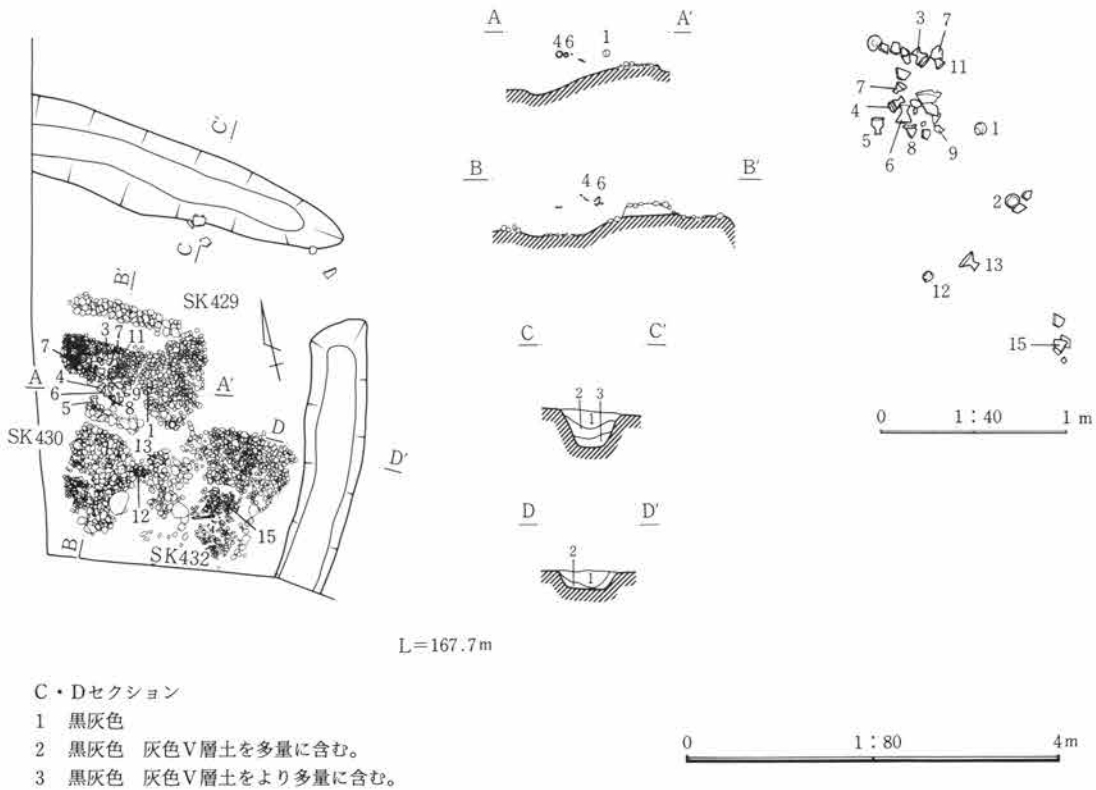 C'
C
B'
SK429
3 7 11
7
A
4
6
5
9
8
A'
SK430
1
13
D
D'
12
15
B
SK432
A A'
46 1
B B'
4 6
C C'
2 3
1
D D'
2
1
3 7
11
7
4
5
6
8
9
1
2
13
12
15
0 1:40 1 m
L=167.7m
C・Dセクション
1 黒灰色
2 黒灰色 灰色V層土を多量に含む。
3 黒灰色 灰色V層土をより多量に含む。
0 1:80 4m